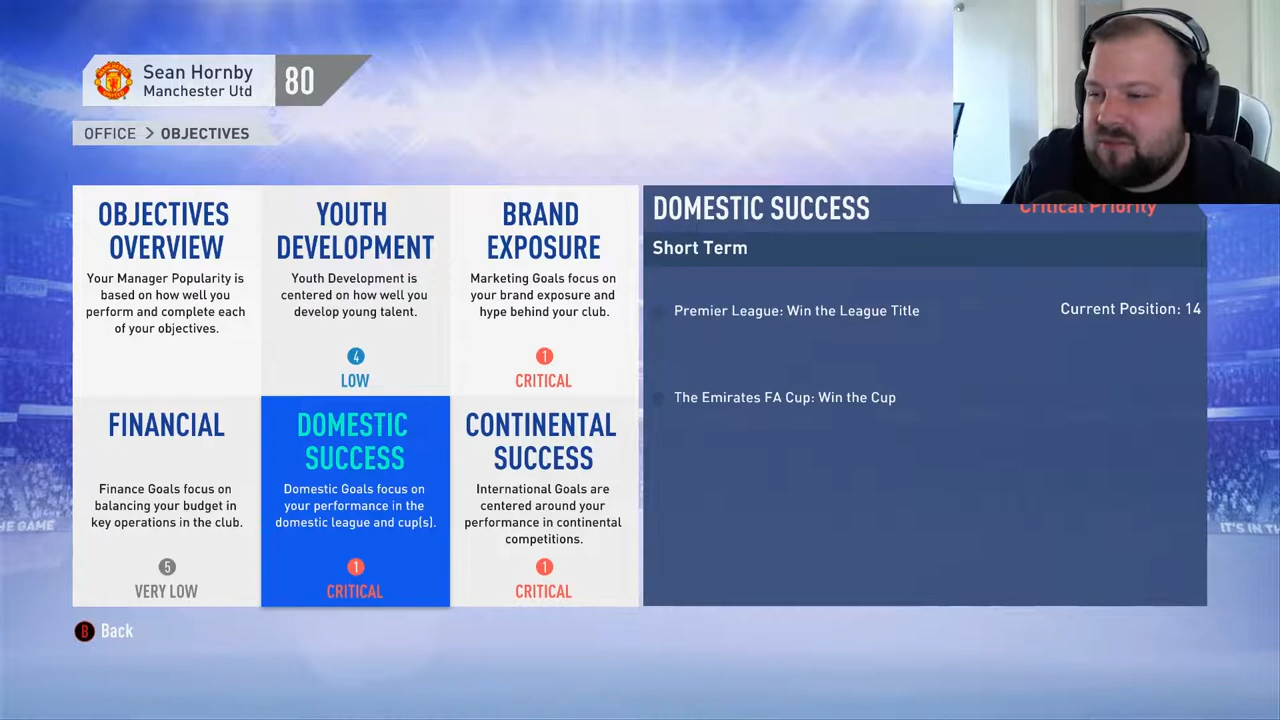 Sean Hornby
Manchester Utd
80
OFFICE > OBJECTIVES
OBJECTIVES
OVERVIEW
Your Manager Popularity is
based on how well you
perform and complete each
of your objectives.
YOUTH
DEVELOPMENT
Youth Development is
centered on how well you
develop young talent.
4
LOW
BRAND
EXPOSURE
Marketing Goals focus on
your brand exposure and
hype behind your club.
1
CRITICAL
FINANCIAL
Finance Goals focus on
balancing your budget in
key operations in the club.
5
VERY LOW
DOMESTIC
SUCCESS
Domestic Goals focus on
your performance in the
domestic league and cup(s).
1
CRITICAL
CONTINENTAL
SUCCESS
International Goals are
centered around your
performance in continental
competitions.
1
CRITICAL
DOMESTIC SUCCESS
Critical Priority
Short Term
Premier League: Win the League Title
Current Position: 14
The Emirates FA Cup: Win the Cup
HE GAME
IT'S IN TH
B Back